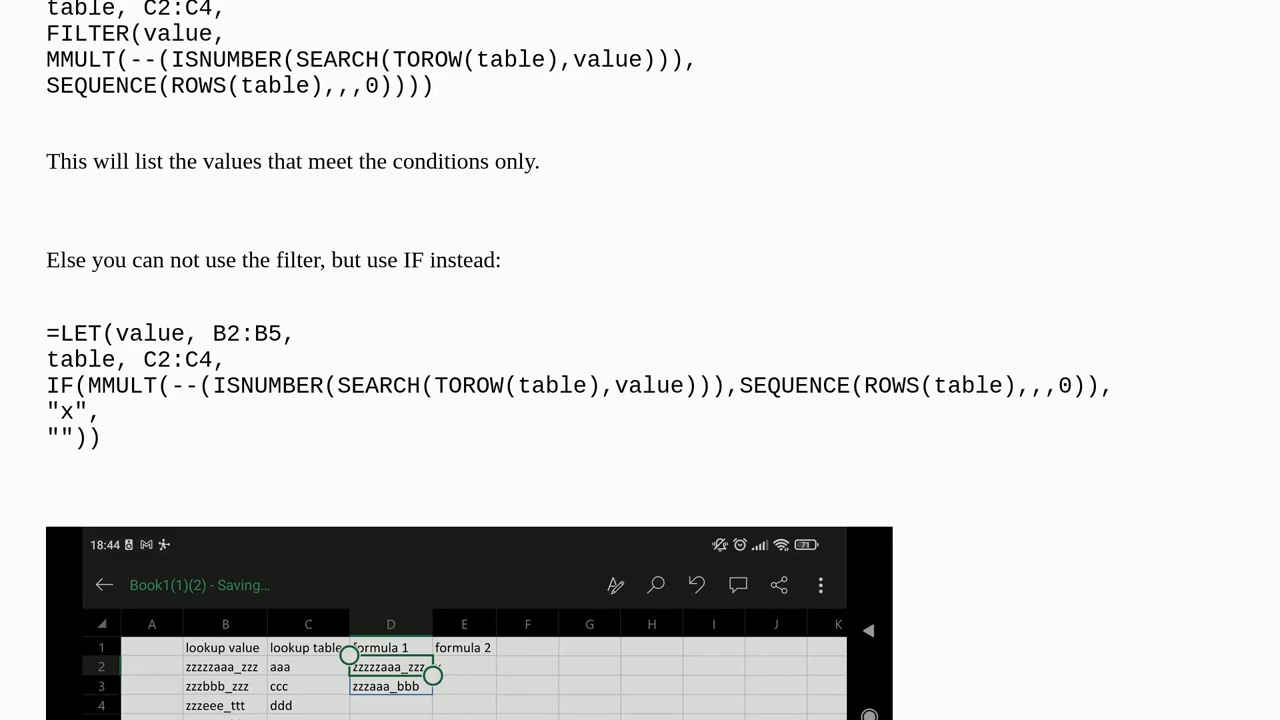 table, C2:C4,
FILTER(value,
MMULT(--(ISNUMBER(SEARCH(TOROW(table),value))),
SEQUENCE(ROWS(table),,,0))))
This will list the values that meet the conditions only.
Else you can not use the filter, but use IF instead:
=LET(value, B2:B5,
table, C2:C4,
IF(MMULT(--(ISNUMBER(SEARCH(TOROW(table),value))),SEQUENCE(ROWS(table),,,0)),
"x",
""))
18:44 71
Book1(1)(2) - Saving...
A B C D E F G H I J K
1 lookup value lookup table formula 1 formula 2
2 zzzzzaaa_zzz aaa zzzzzaaa_zzz
3 zzzbbb_zzz ccc zzzaaa_bbb
4 zzzeee_ttt ddd